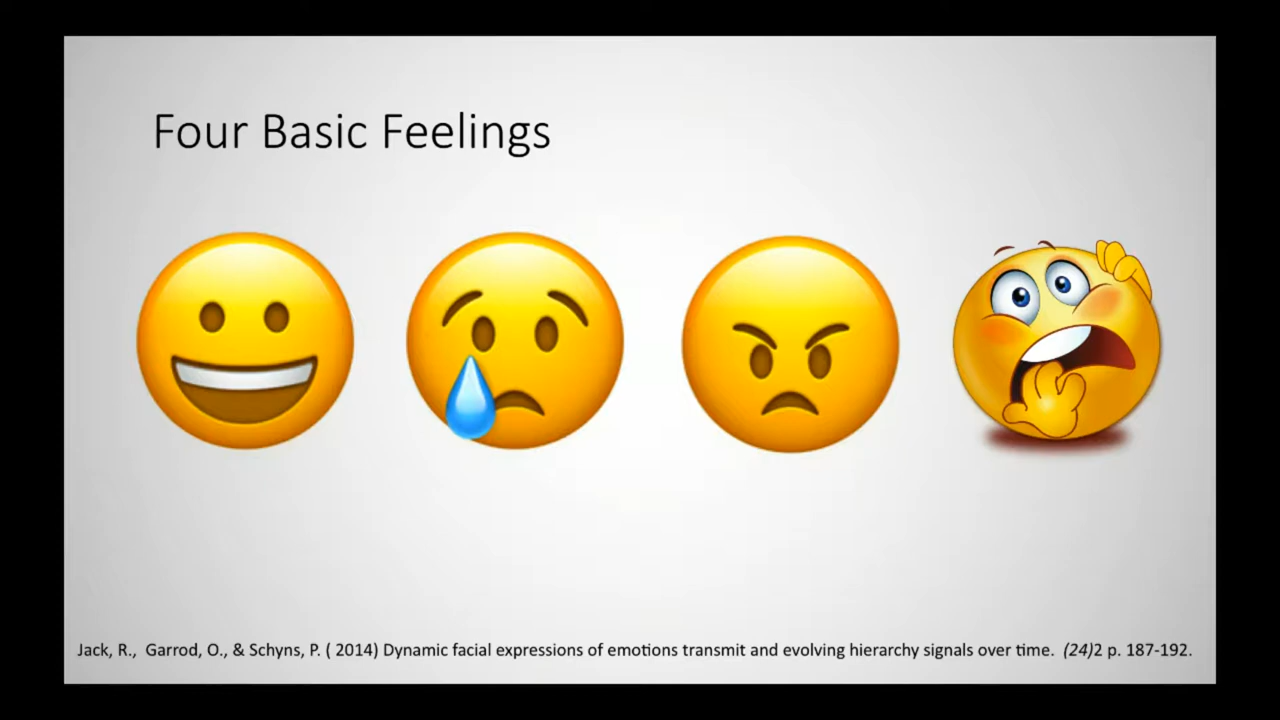 Four Basic Feelings
Jack, R.,  Garrod, O., & Schyns, P. ( 2014) Dynamic facial expressions of emotions transmit and evolving hierarchy signals over time.  (24)2 p. 187-192.